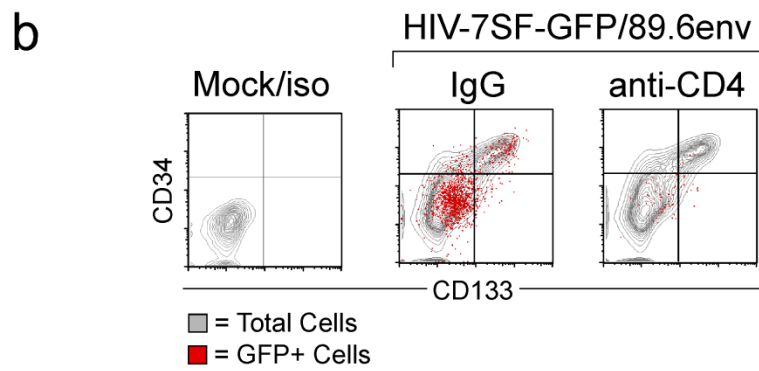 b
HIV-7SF-GFP/89.6env
Mock/iso
IgG
anti-CD4
CD34
CD133
= Total Cells
= GFP+ Cells